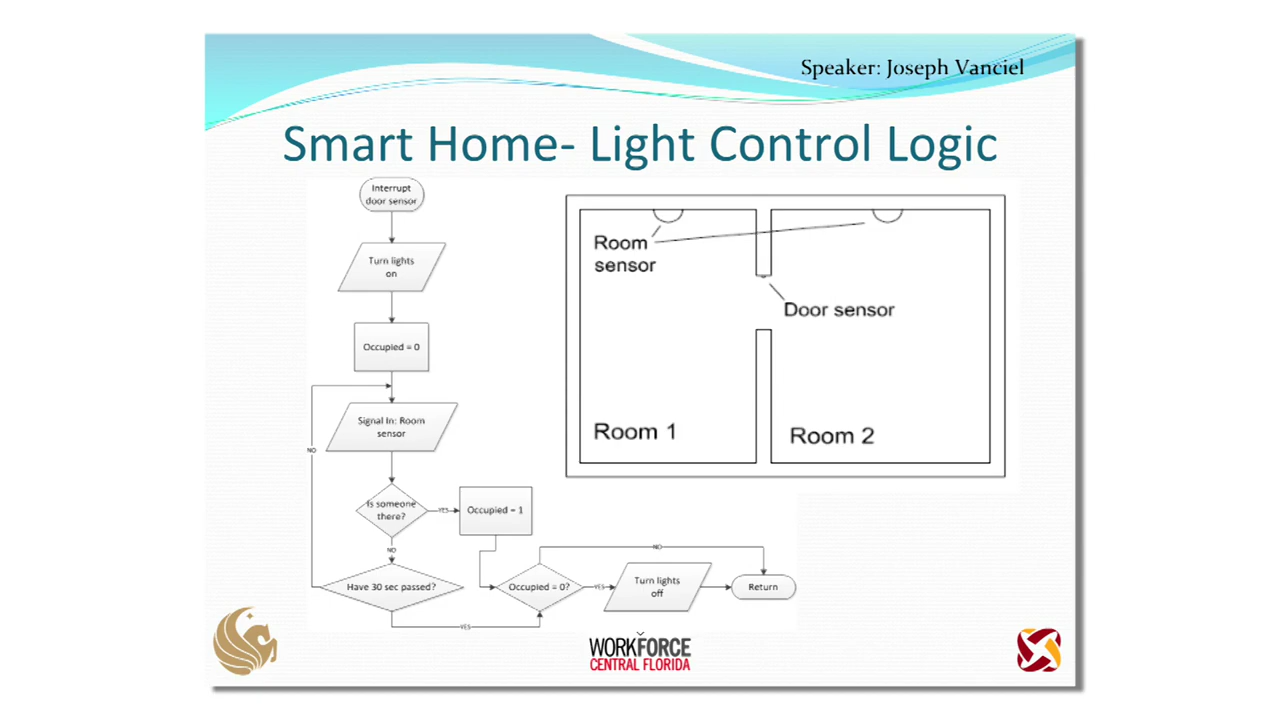 Speaker: Joseph Vanciel
Smart Home- Light Control Logic
Interrupt
door sensor
Turn lights
on
Occupied = 0
Signal In: Room
sensor
NO
Is someone
there?
YES
Occupied = 1
NO
Have 30 sec passed?
YES
Occupied = 0?
NO
YES
Turn lights
off
Return
Room
sensor
Door sensor
Room 1
Room 2
WORKFORCE
CENTRAL FLORIDA